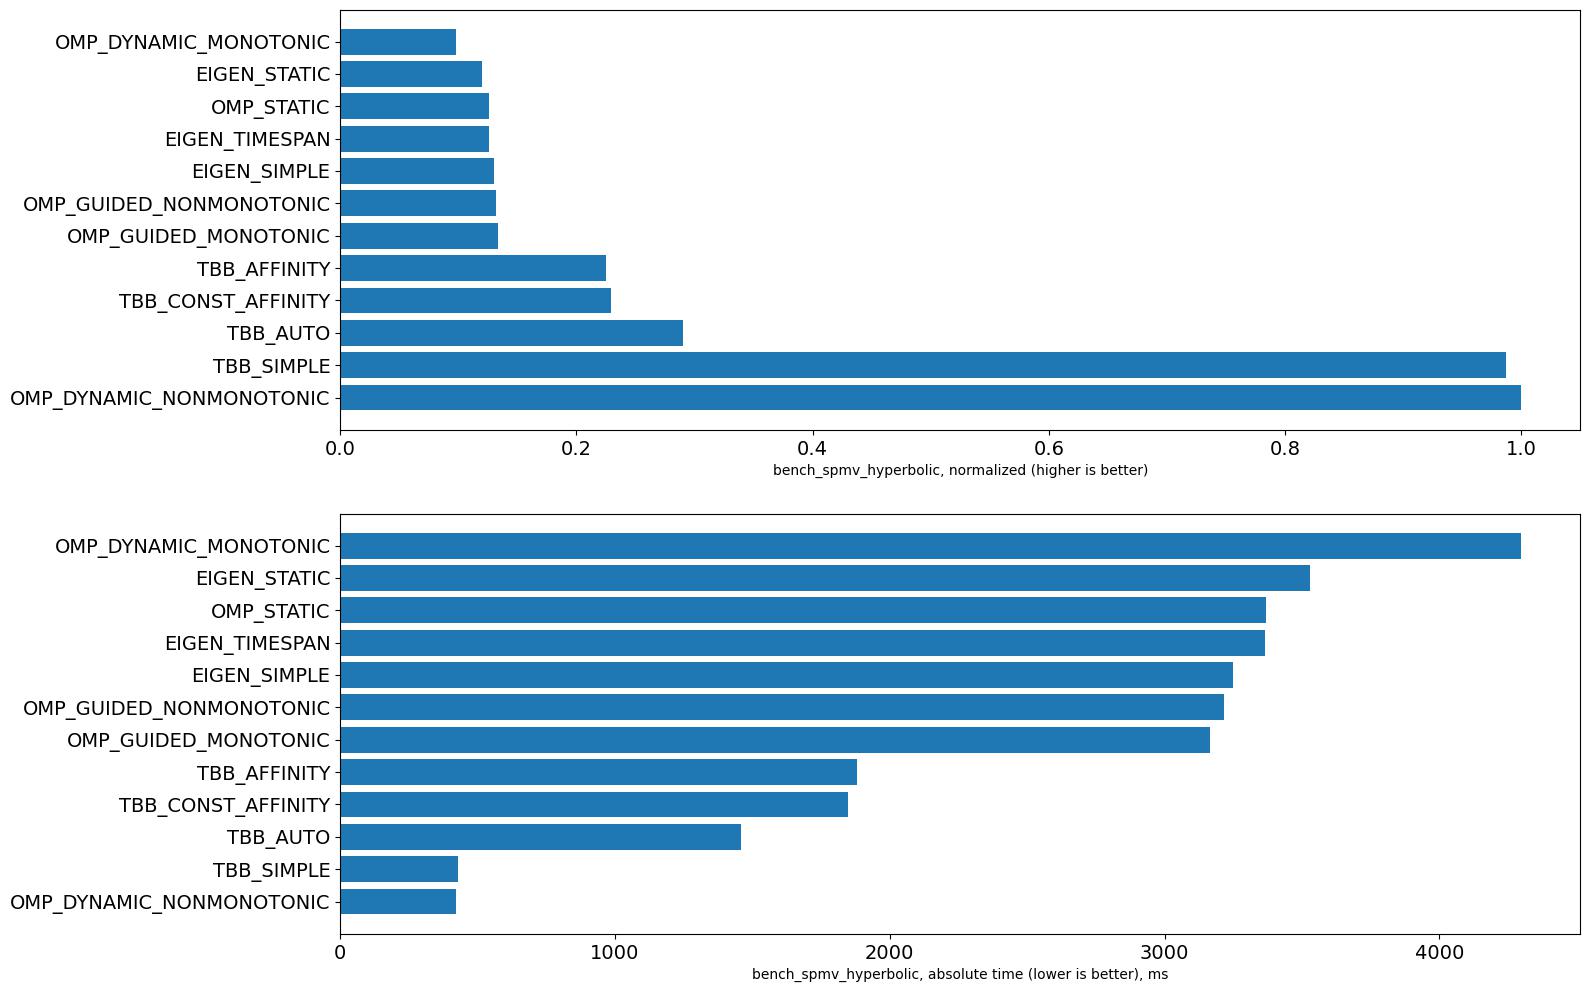 OMP_DYNAMIC_MONOTONIC
EIGEN_STATIC
OMP_STATIC
EIGEN_TIMESPAN
EIGEN_SIMPLE
OMP_GUIDED_NONMONOTONIC
OMP_GUIDED_MONOTONIC
TBB_AFFINITY
TBB_CONST_AFFINITY
TBB_AUTO
TBB_SIMPLE
OMP_DYNAMIC_NONMONOTONIC
0.0 0.2 0.4 0.6 0.8 1.0
bench_spmv_hyperbolic, normalized (higher is better)
OMP_DYNAMIC_MONOTONIC
EIGEN_STATIC
OMP_STATIC
EIGEN_TIMESPAN
EIGEN_SIMPLE
OMP_GUIDED_NONMONOTONIC
OMP_GUIDED_MONOTONIC
TBB_AFFINITY
TBB_CONST_AFFINITY
TBB_AUTO
TBB_SIMPLE
OMP_DYNAMIC_NONMONOTONIC
0 1000 2000 3000 4000
bench_spmv_hyperbolic, absolute time (lower is better), ms